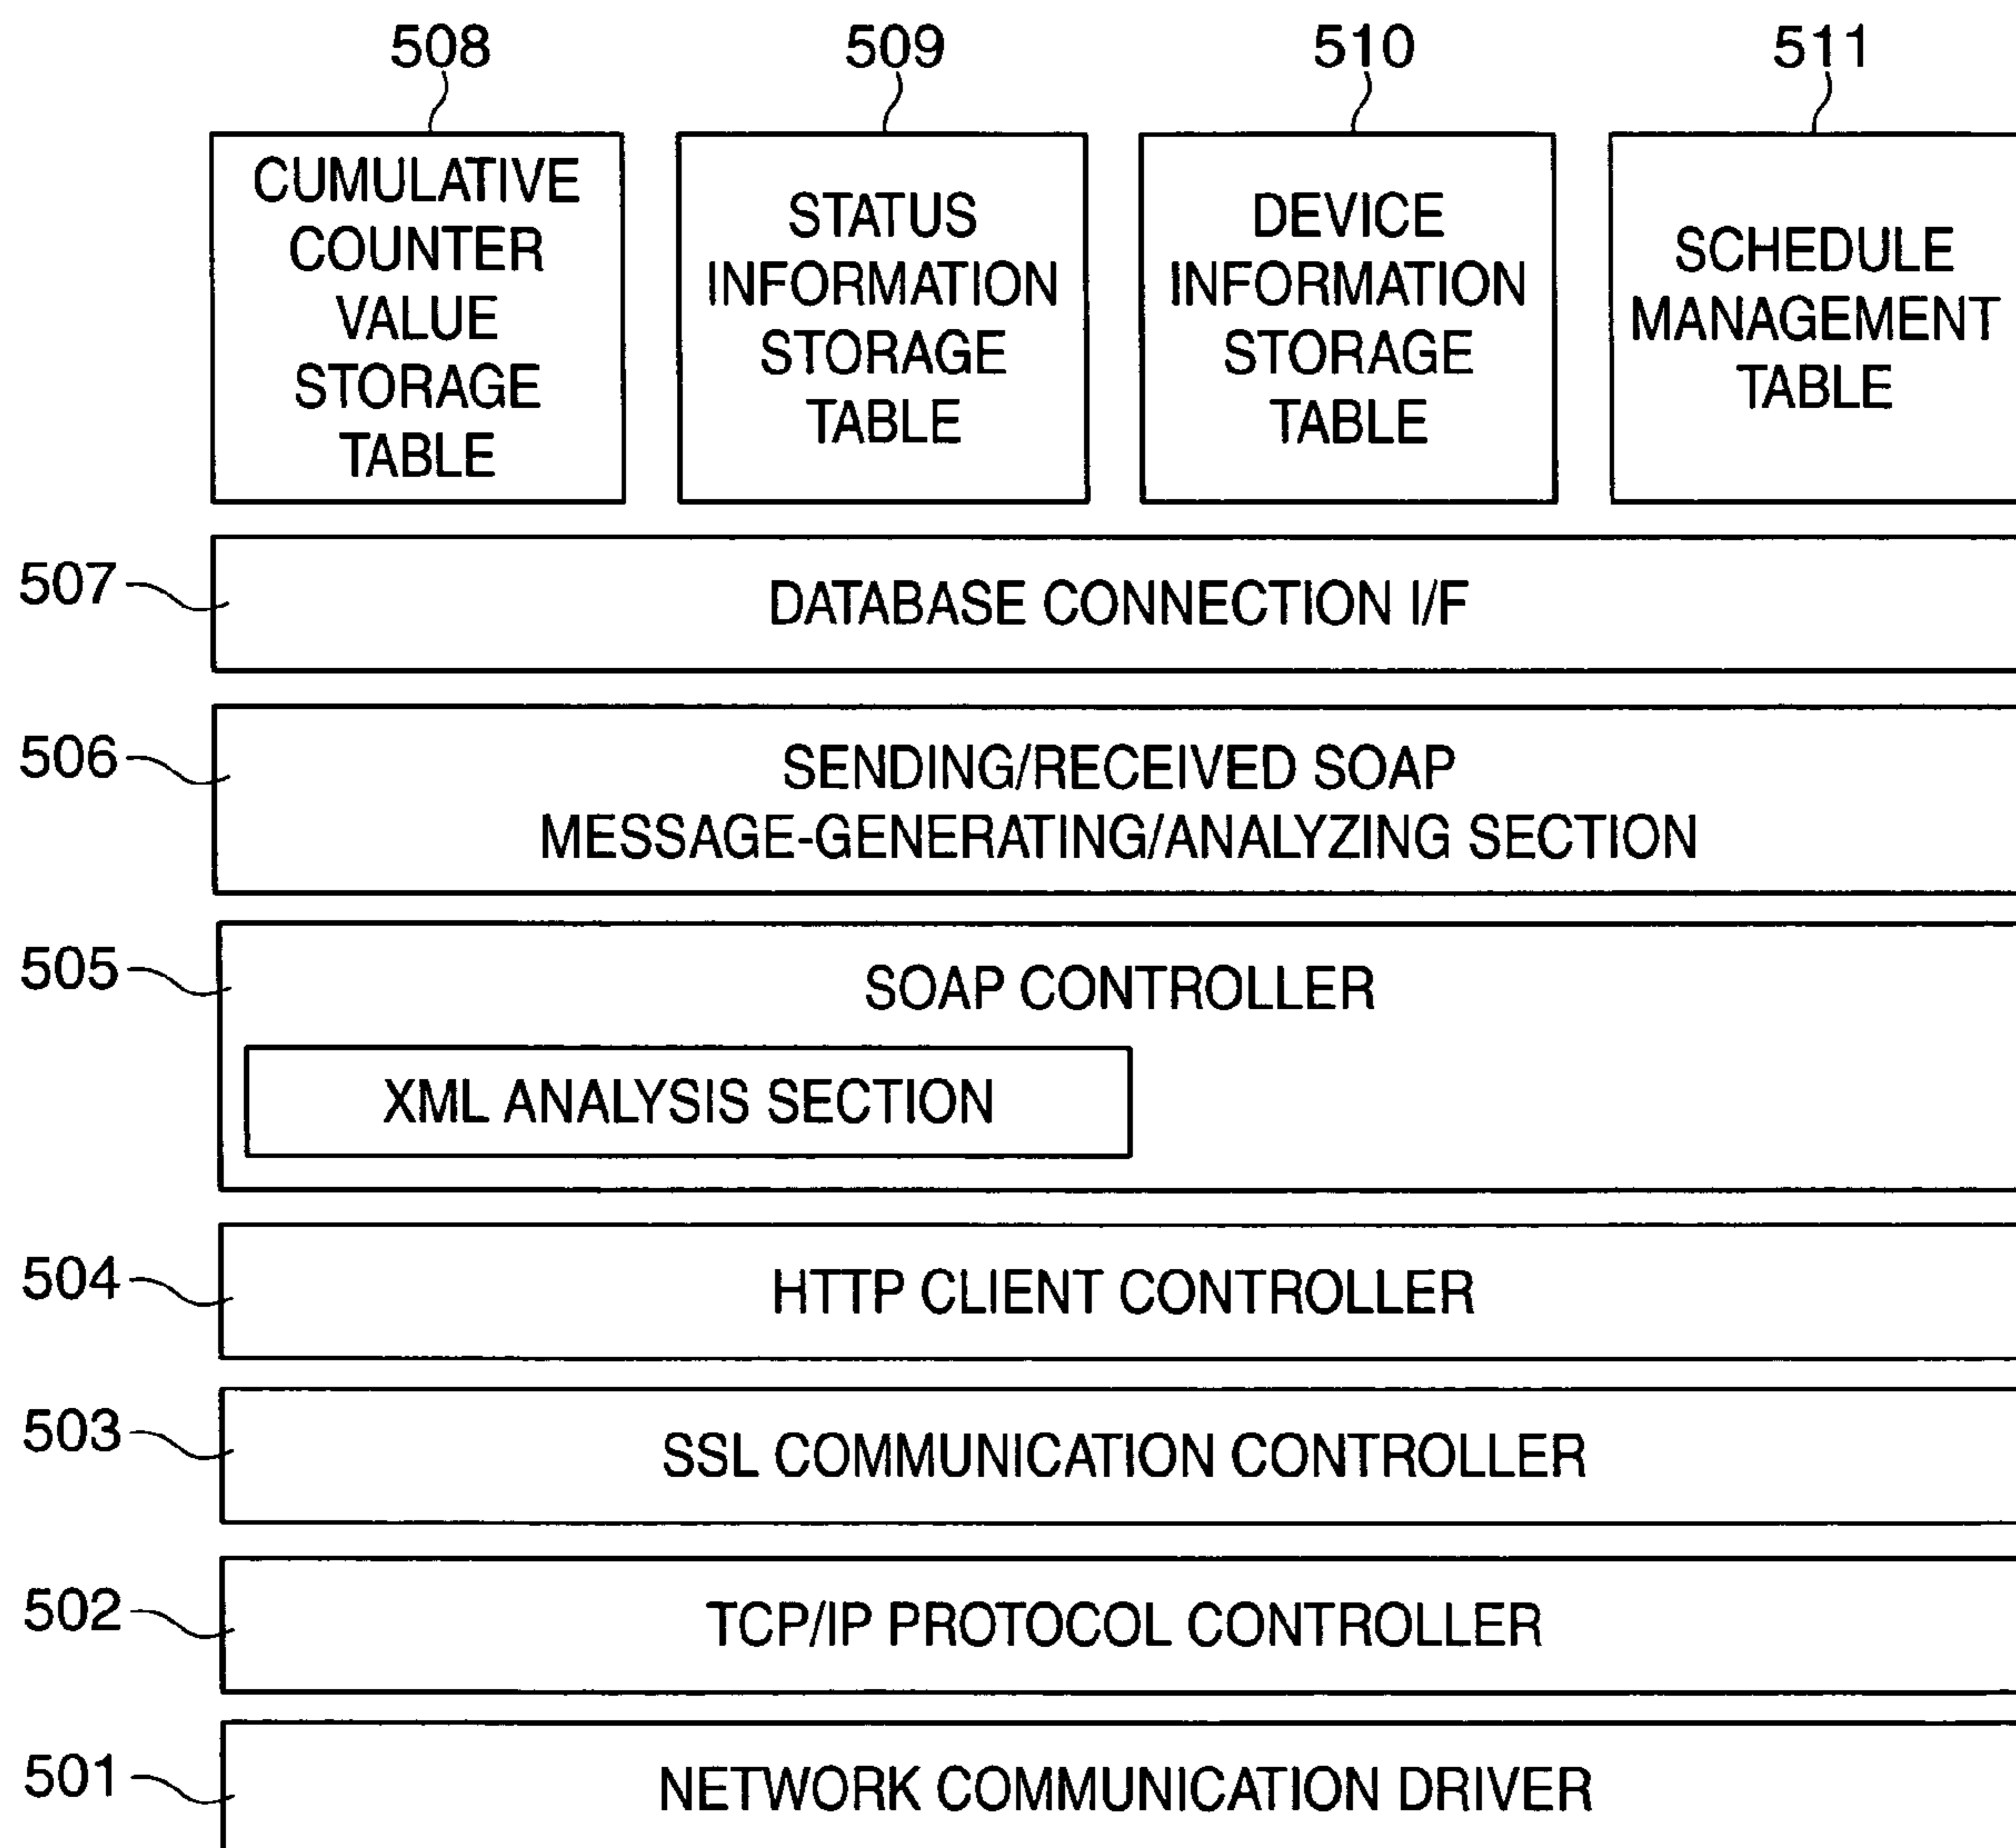 508
509
510
511
CUMULATIVE
COUNTER
VALUE
STORAGE
TABLE
STATUS
INFORMATION
STORAGE
TABLE
DEVICE
INFORMATION
STORAGE
TABLE
SCHEDULE
MANAGEMENT
TABLE
507
DATABASE CONNECTION I/F
506
SENDING/RECEIVED SOAP
MESSAGE-GENERATING/ANALYZING SECTION
505
SOAP CONTROLLER
XML ANALYSIS SECTION
504
HTTP CLIENT CONTROLLER
503
SSL COMMUNICATION CONTROLLER
502
TCP/IP PROTOCOL CONTROLLER
501
NETWORK COMMUNICATION DRIVER